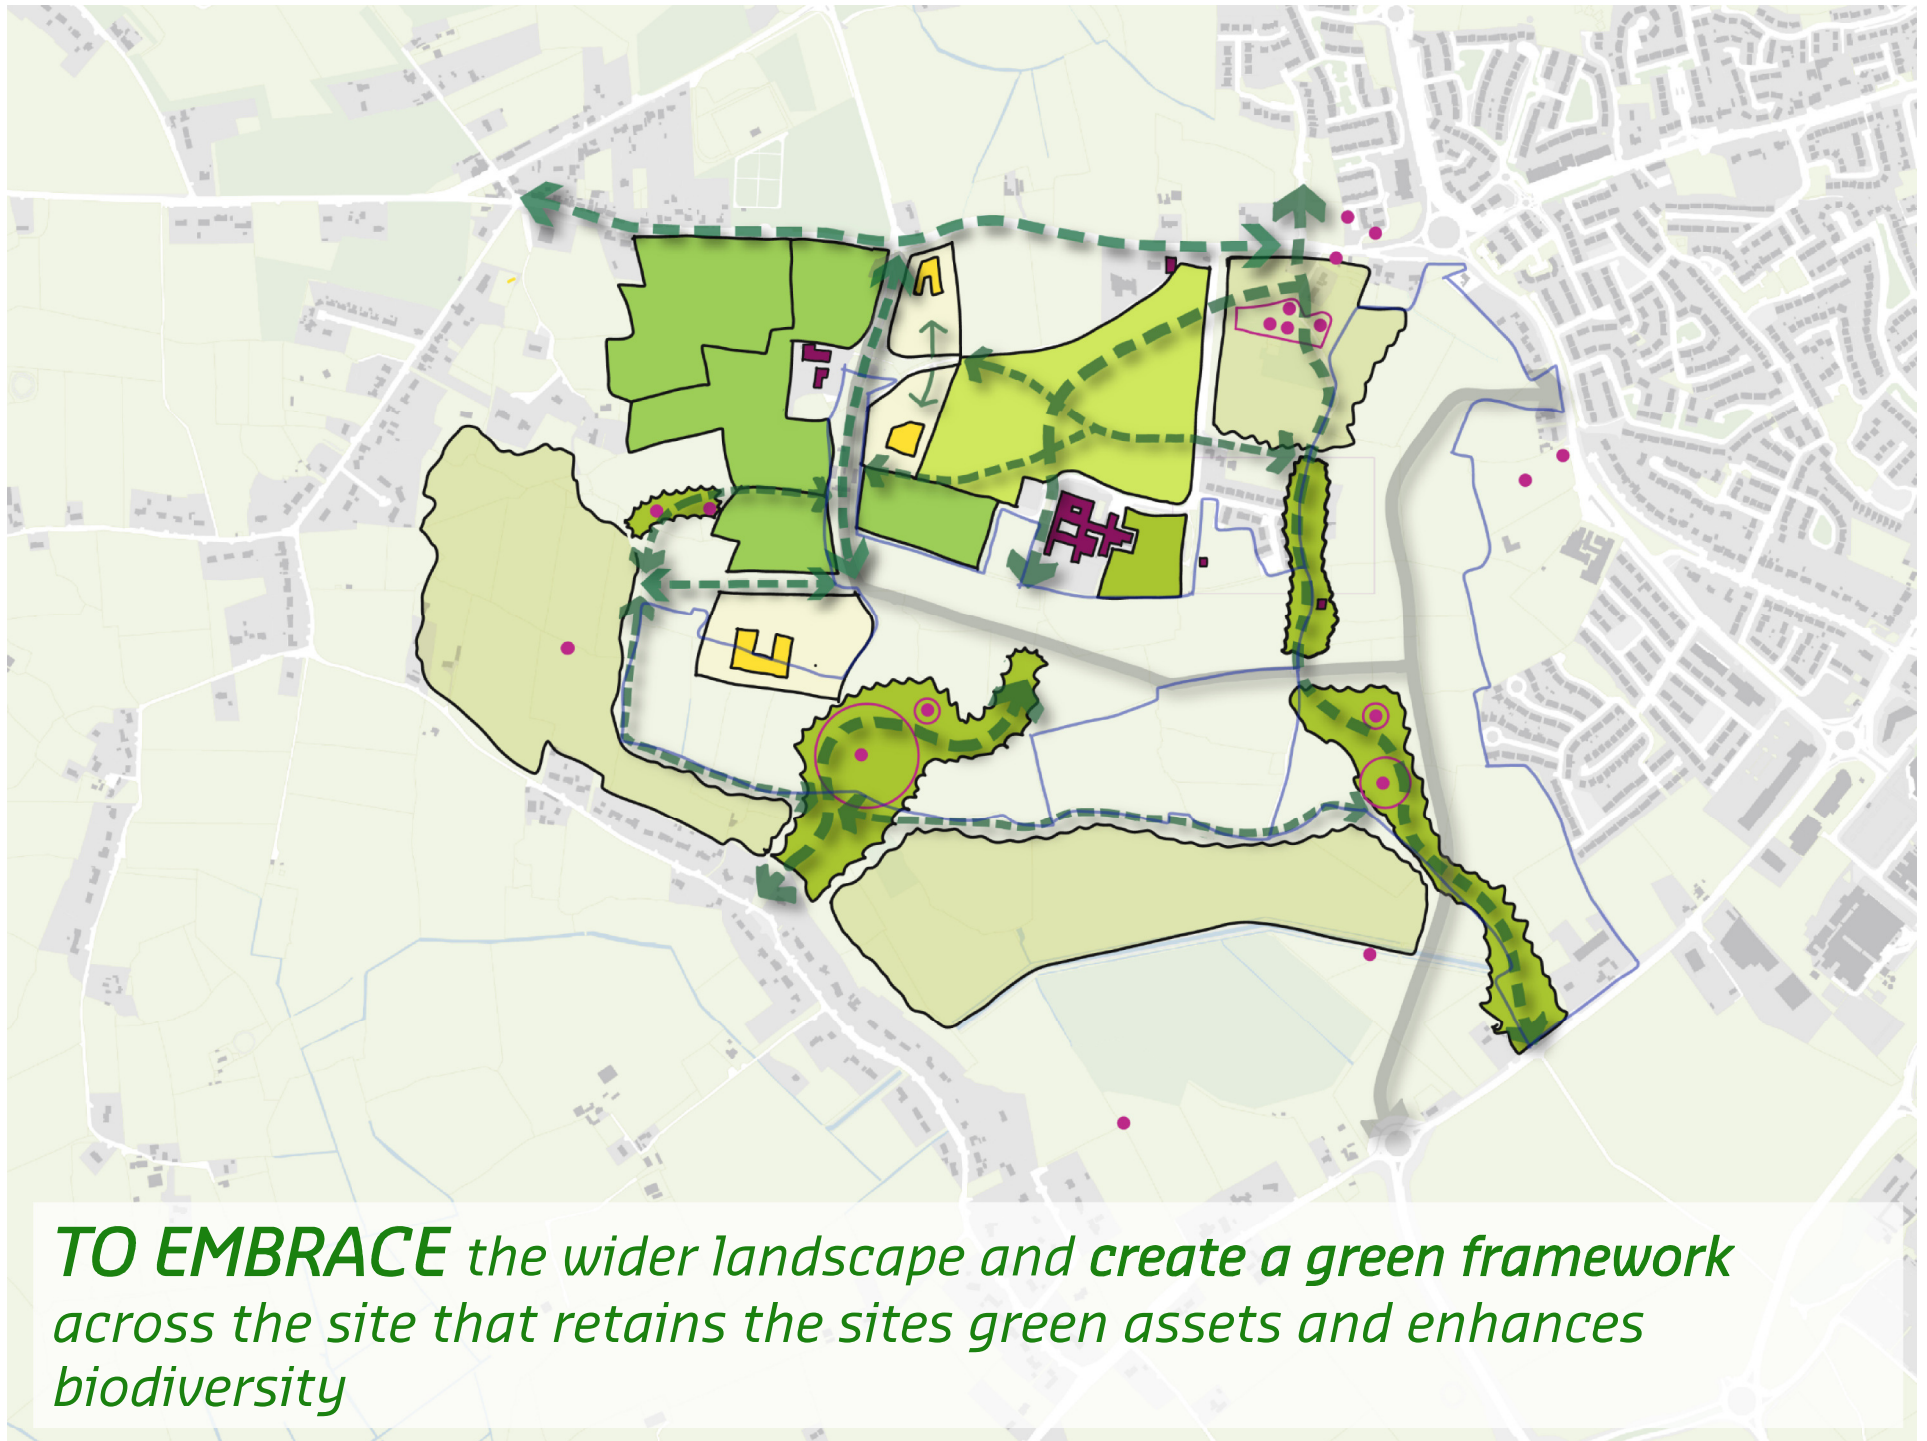 TO EMBRACE the wider landscape and create a green framework
across the site that retains the sites green assets and enhances
biodiversity